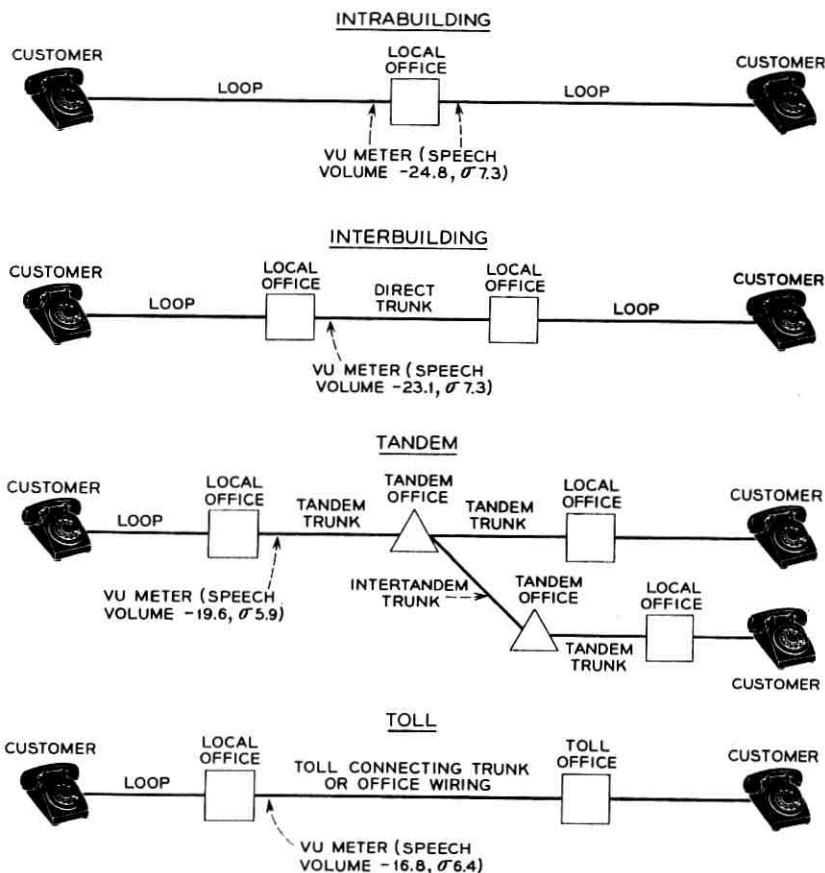 INTRABUILDING
CUSTOMER
LOCAL
OFFICE
CUSTOMER
LOOP
LOOP
VU METER (SPEECH
VOLUME -24.8, σ 7.3)
INTERBUILDING
CUSTOMER
LOCAL
OFFICE
DIRECT
TRUNK
LOCAL
OFFICE
CUSTOMER
LOOP
LOOP
VU METER (SPEECH
VOLUME -23.1, σ 7.3)
TANDEM
CUSTOMER
LOCAL
OFFICE
TANDEM
OFFICE
LOCAL
OFFICE
CUSTOMER
LOOP
TANDEM
TRUNK
TANDEM
TRUNK
VU METER (SPEECH
VOLUME -19.6, σ 5.9)
INTERTANDEM
TRUNK
TANDEM
OFFICE
LOCAL
OFFICE
TANDEM
TRUNK
CUSTOMER
TOLL
CUSTOMER
LOCAL
OFFICE
TOLL
OFFICE
CUSTOMER
LOOP
TOLL CONNECTING TRUNK
OR OFFICE WIRING
VU METER (SPEECH
VOLUME -16.8, σ 6.4)